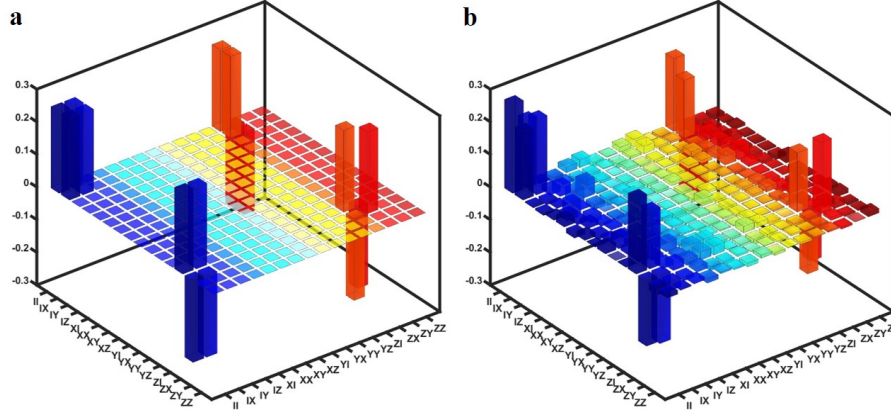 a
0.3
0.2
0.1
0
-0.1
-0.2
-0.3
II
IX
IY
IZ
XI
XX
XY
XZ
YI
YX
YY
YZ
ZI
ZX
ZY
ZZ
II
IX
IY
IZ
XI
XX
XY
XZ
YI
YX
YY
YZ
ZI
ZX
ZY
ZZ
b
0.3
0.2
0.1
0
-0.1
-0.2
-0.3
II
IX
IY
IZ
XI
XX
XY
XZ
YI
YX
YY
YZ
ZI
ZX
ZY
ZZ
II
IX
IY
IZ
XI
XX
XY
XZ
YI
YX
YY
YZ
ZI
ZX
ZY
ZZ